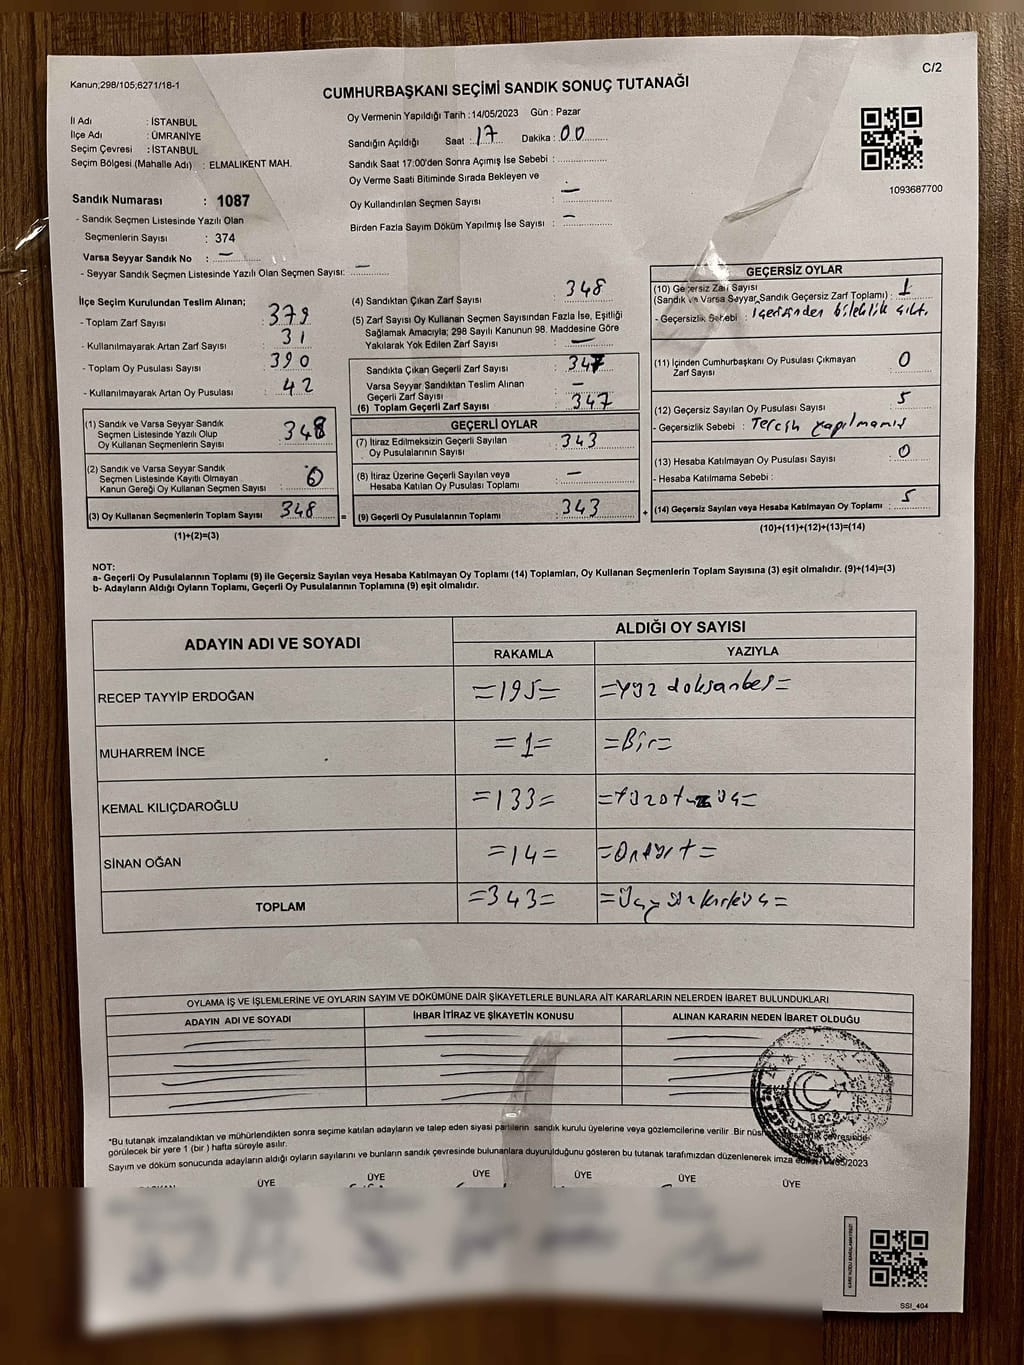 Kanun;298/105;6271/18-1
C/2
CUMHURBAŞKANI SEÇİMİ SANDIK SONUÇ TUTANAĞI
İl Adı : İSTANBUL
İlçe Adı : ÜMRANİYE
Seçim Çevresi : İSTANBUL
Seçim Bölgesi (Mahalle Adı) : ELMALIKENT MAH.
Oy Vermenin Yapıldığı Tarih :14/05/2023 Gün : Pazar
Sandığın Açıldığı Saat : 17 Dakika : 00
Sandık Saat 17:00'den Sonra Açımış İse Sebebi :
Oy Verme Saati Bitiminde Sırada Bekleyen ve
Oy Kullandırılan Seçmen Sayısı : —
Birden Fazla Sayım Döküm Yapılmış İse Sayısı : —
1093687700
Sandık Numarası : 1087
- Sandık Seçmen Listesinde Yazılı Olan
Seçmenlerin Sayısı : 374
Varsa Seyyar Sandık No : —
- Seyyar Sandık Seçmen Listesinde Yazılı Olan Seçmen Sayısı: —
İlçe Seçim Kurulundan Teslim Alınan;
- Toplam Zarf Sayısı : 379
- Kullanılmayarak Artan Zarf Sayısı : 31
- Toplam Oy Pusulası Sayısı : 390
- Kullanılmayarak Artan Oy Pusulası : 42
(1) Sandık ve Varsa Seyyar Sandık
Seçmen Listesinde Yazılı Olup
Oy Kullanan Seçmenlerin Sayısı : 348
(2) Sandık ve Varsa Seyyar Sandık
Seçmen Listesinde Kayıtlı Olmayan
Kanun Gereği Oy Kullanan Seçmen Sayısı : 0
(3) Oy Kullanan Seçmenlerin Toplam Sayısı : 348
(1)+(2)=(3)
(4) Sandıktan Çıkan Zarf Sayısı : 348
(5) Zarf Sayısı Oy Kullanan Seçmen Sayısından Fazla İse, Eşitliği
Sağlamak Amacıyla; 298 Sayılı Kanunun 98. Maddesine Göre
Yakılarak Yok Edilen Zarf Sayısı : —
Sandıkta Çıkan Geçerli Zarf Sayısı : 347
Varsa Seyyar Sandıktan Teslim Alınan
Geçerli Zarf Sayısı : —
(6) Toplam Geçerli Zarf Sayısı : 347
GEÇERLİ OYLAR
(7) İtiraz Edilmeksizin Geçerli Sayılan
Oy Pusulalarının Sayısı : 343
(8) İtiraz Üzerine Geçerli Sayılan veya
Hesaba Katılan Oy Pusulası Toplamı : —
= (9) Geçerli Oy Pusulalarının Toplamı : 343
GEÇERSİZ OYLAR
(10) Geçersiz Zarf Sayısı
(Sandık ve Varsa Seyyar Sandık Geçersiz Zarf Toplamı) : 1
- Geçersizlik Sebebi : içerisinden
(11) İçinden Cumhurbaşkanı Oy Pusulası Çıkmayan
Zarf Sayısı : 0
(12) Geçersiz Sayılan Oy Pusulası Sayısı : 5
- Geçersizlik Sebebi : Tercih yapılmamış
(13) Hesaba Katılmayan Oy Pusulası Sayısı : 0
- Hesaba Katılmama Sebebi :
+ (14) Geçersiz Sayılan veya Hesaba Katılmayan Oy Toplamı : 5
(10)+(11)+(12)+(13)=(14)
NOT:
a- Geçerli Oy Pusulalarının Toplamı (9) ile Geçersiz Sayılan veya Hesaba Katılmayan Oy Toplamı (14) Toplamları, Oy Kullanan Seçmenlerin Toplam Sayısına (3) eşit olmalıdır. (9)+(14)=(3)
b- Adayların Aldığı Oyların Toplamı, Geçerli Oy Pusulalarının Toplamına (9) eşit olmalıdır.
ADAYIN ADI VE SOYADI
ALDIĞI OY SAYISI
RAKAMLA YAZIYLA
RECEP TAYYİP ERDOĞAN =195= =Yüz doksanbeş=
MUHARREM İNCE =1= =Bir=
KEMAL KILIÇDAROĞLU =133= =Yüzotuzüç=
SİNAN OĞAN =14= =Ondört=
TOPLAM =343= =Üçyüzkırküç=
OYLAMA İŞ VE İŞLEMLERİNE VE OYLARIN SAYIM VE DÖKÜMÜNE DAİR ŞİKAYETLERLE BUNLARA AİT KARARLARIN NELERDEN İBARET BULUNDUKLARI
ADAYIN ADI VE SOYADI İHBAR İTİRAZ VE ŞİKAYETİN KONUSU ALINAN KARARIN NEDEN İBARET OLDUĞU
*Bu tutanak imzalandıktan ve mühürlendikten sonra seçime katılan adayların ve talep eden siyasi partilerin sandık kurulu üyelerine veya gözlemcilerine verilir .Bir çevresinde
görülecek bir yere 1 (bir ) hafta süreyle asılır.
Sayım ve döküm sonucunda adayların aldığı oyların sayılarını ve bunların sandık çevresinde bulunanlara duyurulduğunu gösteren bu tutanak tarafımızdan düzenlenerek imza
ÜYE ÜYE ÜYE ÜYE ÜYE ÜYE
SSI_404